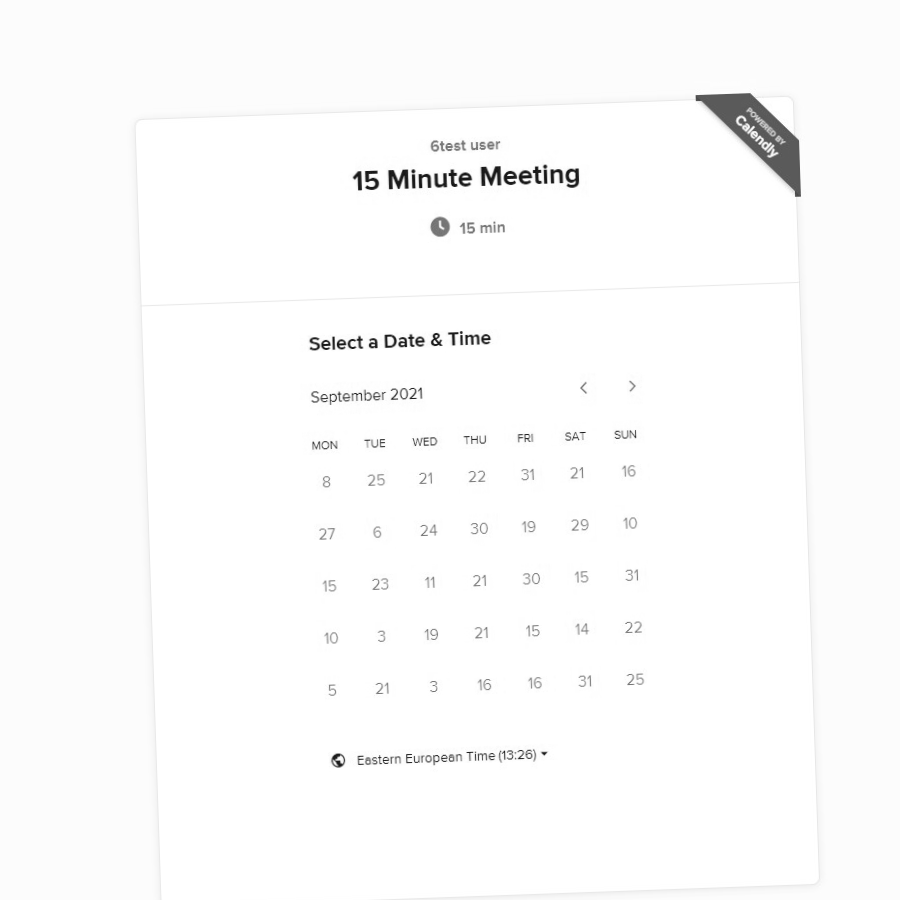 POWERED BY
Calendly
6test user
15 Minute Meeting
15 min
Select a Date & Time
September 2021
MON TUE WED THU FRI SAT SUN
8 25 21 22 31 21 16
27 6 24 30 19 29 10
15 23 11 21 30 15 31
10 3 19 21 15 14 22
5 21 3 16 16 31 25
Eastern European Time (13:26)